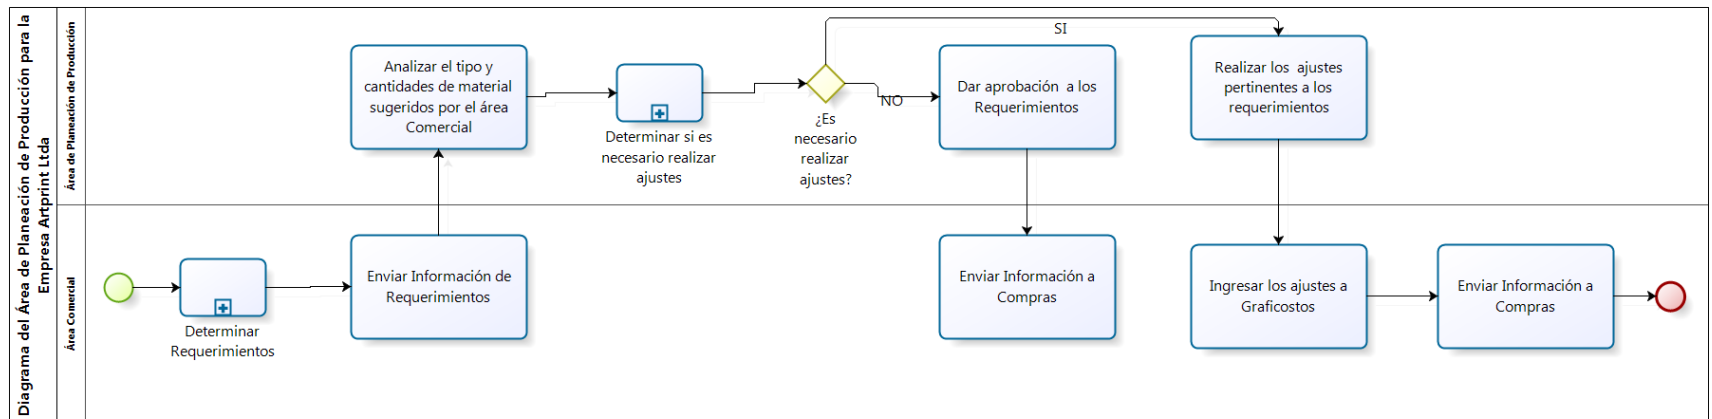 Diagrama del Área de Planeación de Producción para la
Empresa Artprint Ltda
Área de Planeación de Producción
Analizar el tipo y
cantidades de material
sugeridos por el área
Comercial
Determinar si es
necesario realizar
ajustes
¿Es
necesario
realizar
ajustes?
SI
NO
Dar aprobación a los
Requerimientos
Realizar los ajustes
pertinentes a los
requerimientos
Área Comercial
Determinar
Requerimientos
Enviar Información de
Requerimientos
Enviar Información a
Compras
Ingresar los ajustes a
Graficostos
Enviar Información a
Compras